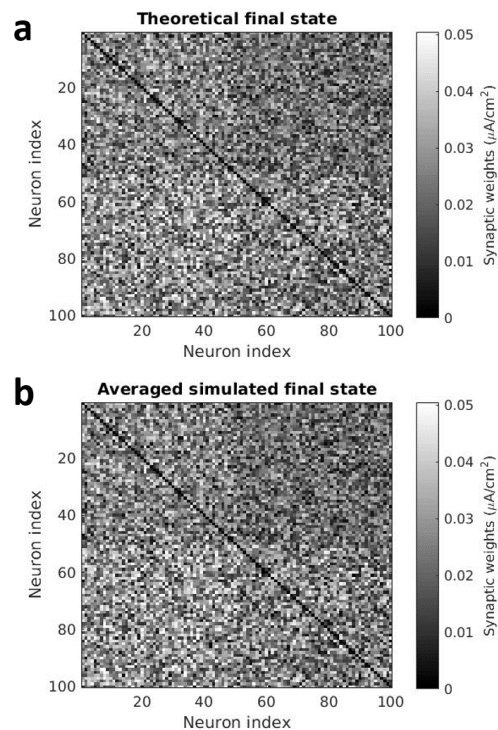 a
Theoretical final state
Neuron index
20
40
60
80
100
20 40 60 80 100
Neuron index
0.05
0.04
0.03
0.02
0.01
0
Synaptic weights (μA/cm²)
b
Averaged simulated final state
Neuron index
20
40
60
80
100
20 40 60 80 100
Neuron index
0.05
0.04
0.03
0.02
0.01
0
Synaptic weights (μA/cm²)